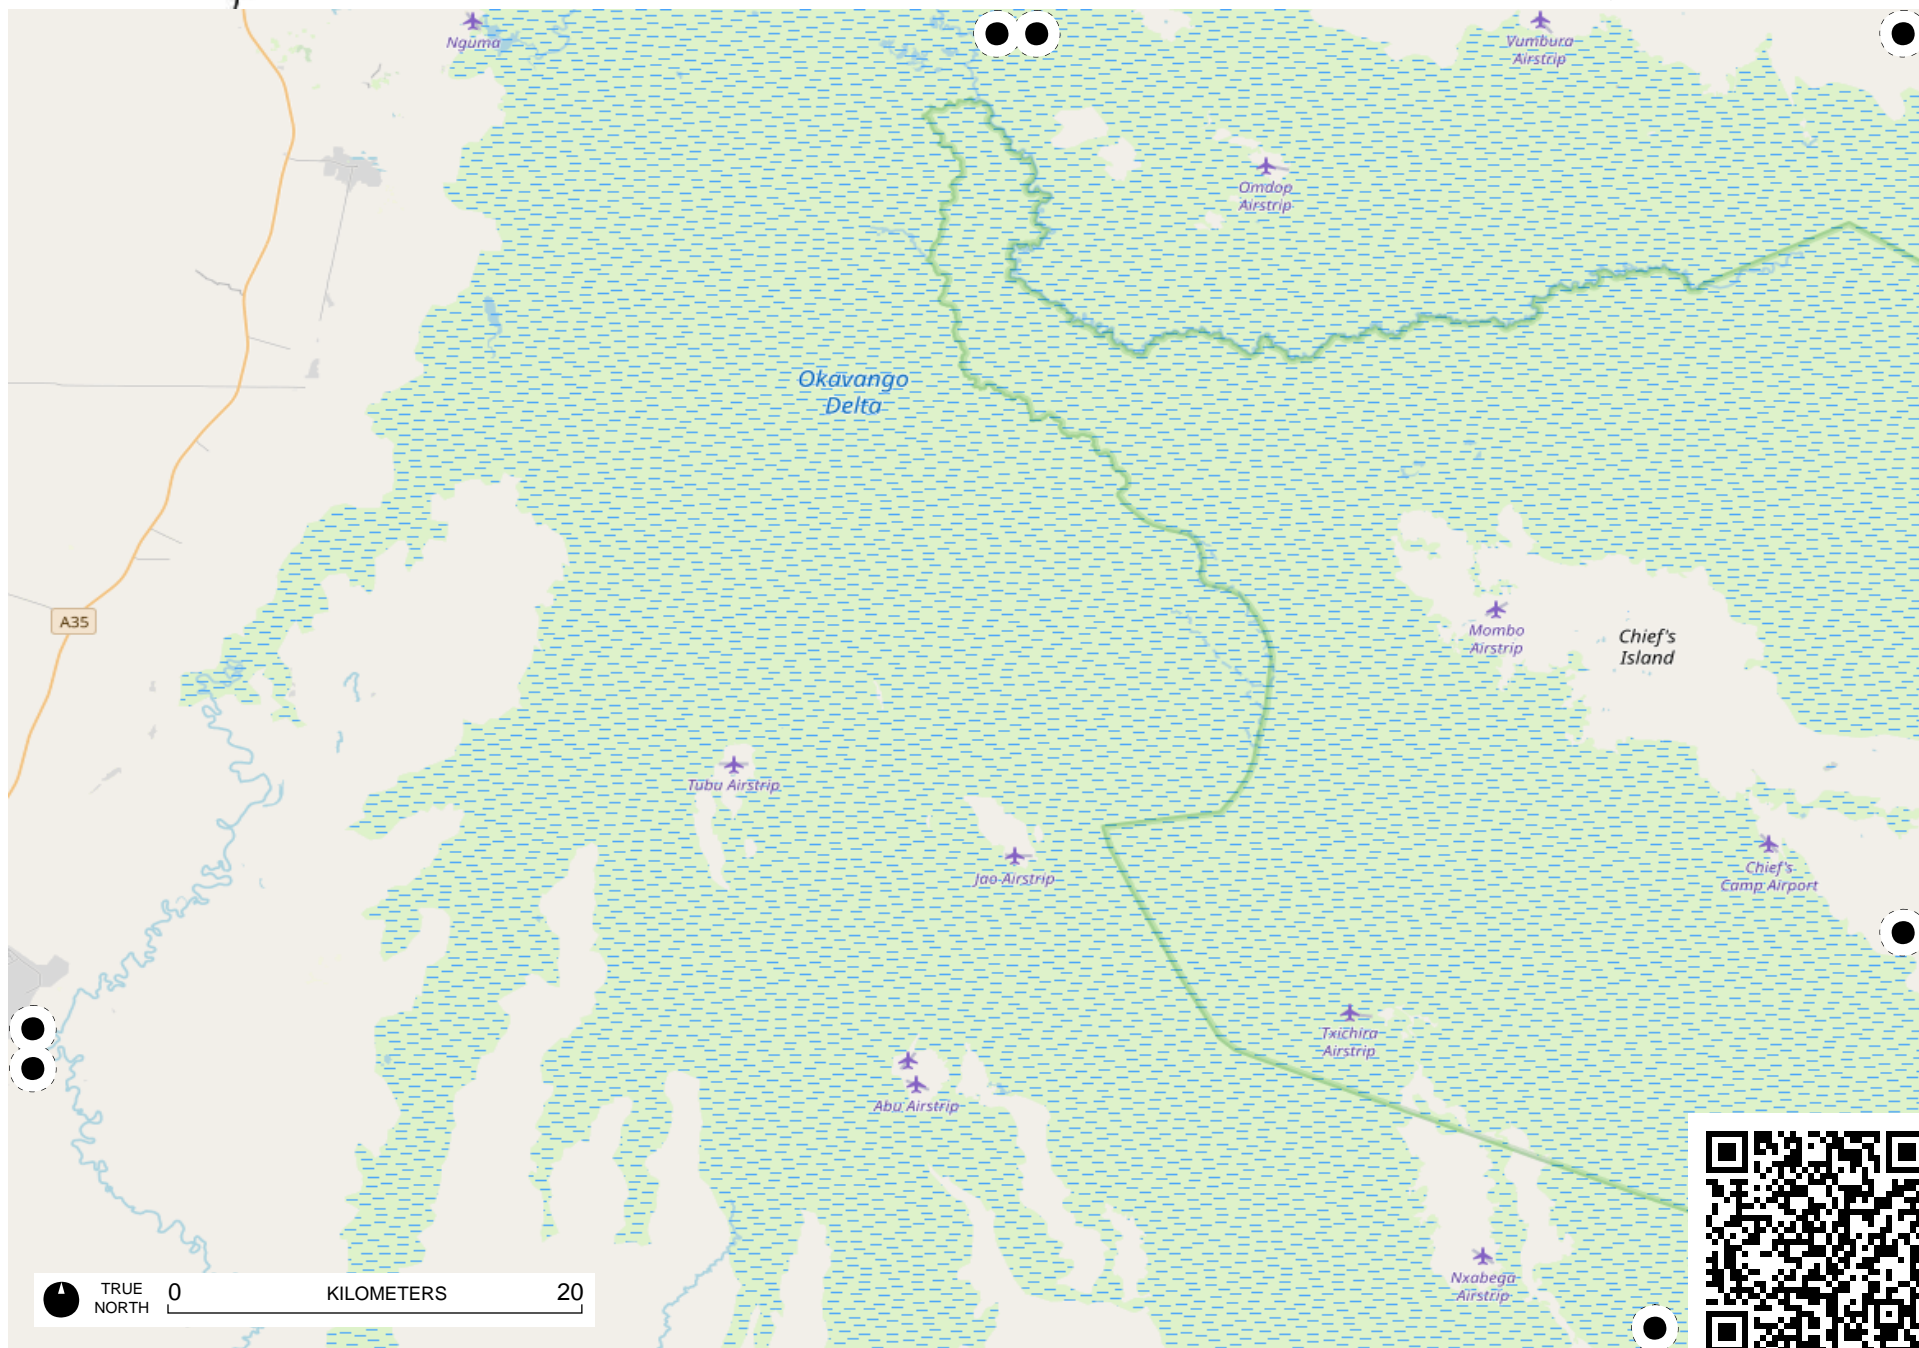 Nguma
Vumbura
Airstrip
Omdop
Airstrip
Okavango
Delta
A35
Mombo
Airstrip
Chief's
Island
Tubu Airstrip
Jao Airstrip
Chief's
Camp Airport
Txichira
Airstrip
Abu Airstrip
Nxabega
Airstrip
TRUE
NORTH
0 KILOMETERS 20